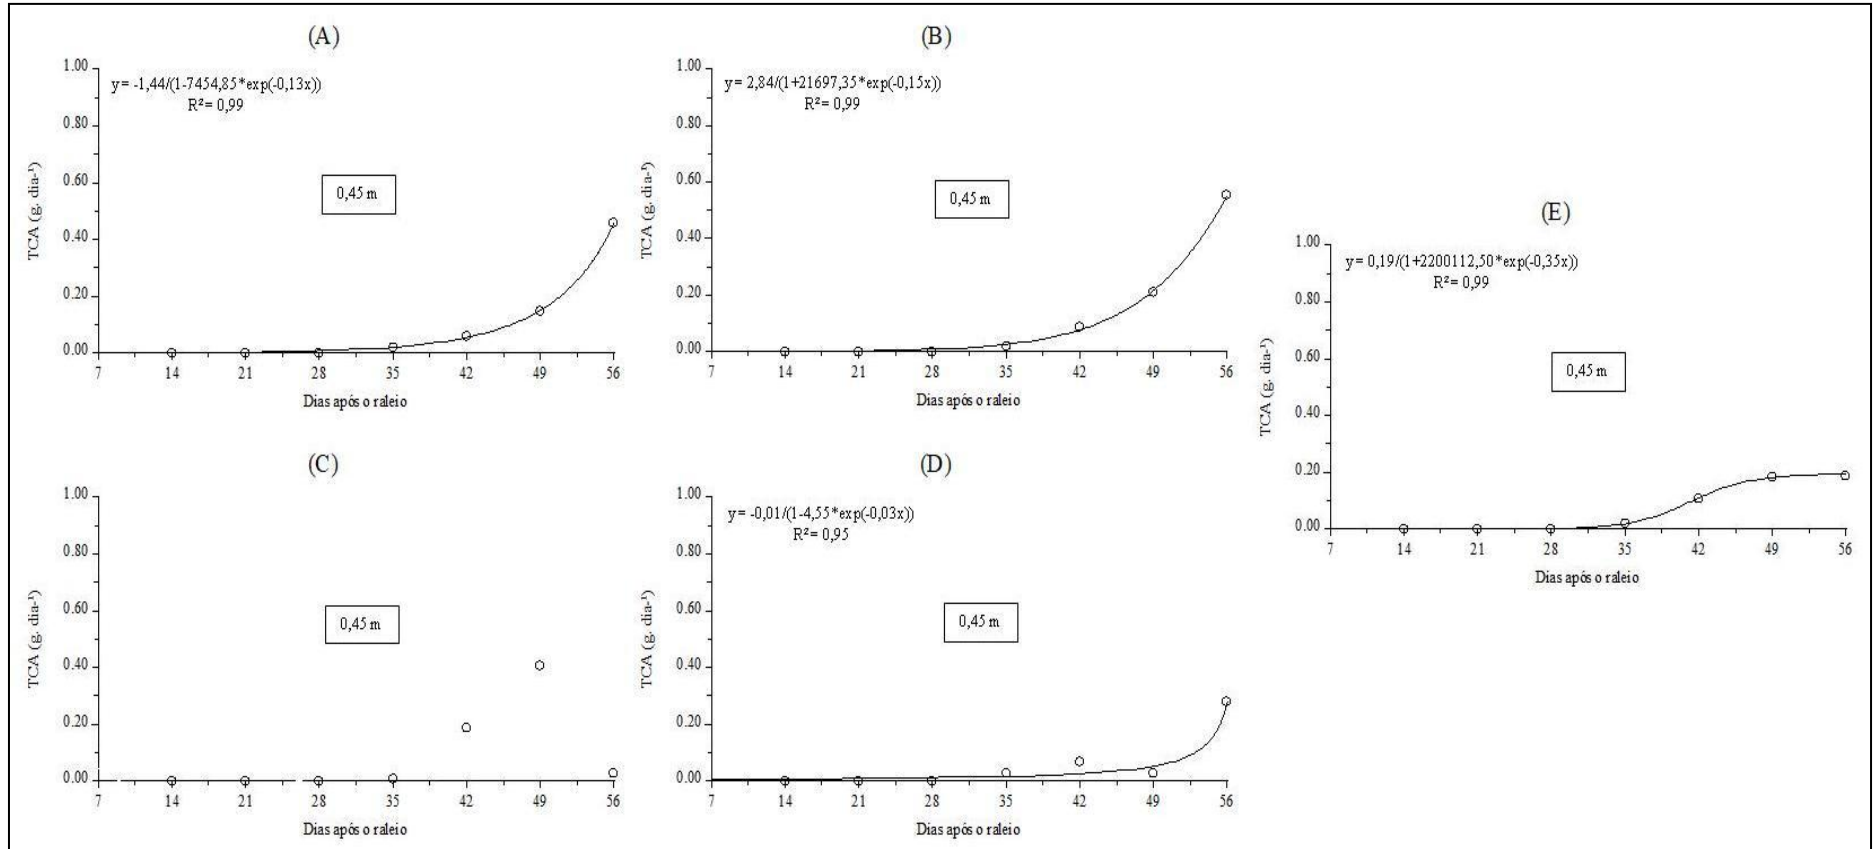 (A)
y = -1,44/(1-7454,85*exp(-0,13x))
R² = 0,99
1.00
0.80
0.60
0.40
0.20
0.00
TCA (g. dia-¹)
0,45 m
7 14 21 28 35 42 49 56
Dias após o raleio
(B)
y = 2,84/(1+21697,35*exp(-0,15x))
R² = 0,99
1.00
0.80
0.60
0.40
0.20
0.00
TCA (g. dia-¹)
0,45 m
7 14 21 28 35 42 49 56
Dias após o raleio
(C)
1.00
0.80
0.60
0.40
0.20
0.00
TCA (g. dia-¹)
0,45 m
7 14 21 28 35 42 49 56
Dias após o raleio
(D)
y = -0,01/(1-4,55*exp(-0,03x))
R² = 0,95
1.00
0.80
0.60
0.40
0.20
0.00
TCA (g. dia-¹)
0,45 m
7 14 21 28 35 42 49 56
Dias após o raleio
(E)
y = 0,19/(1+2200112,50*exp(-0,35x))
R² = 0,99
1.00
0.80
0.60
0.40
0.20
0.00
TCA (g. dia-¹)
0,45 m
7 14 21 28 35 42 49 56
Dias após o raleio